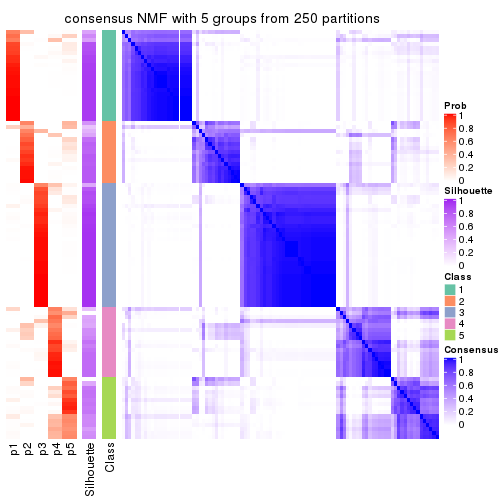 consensus NMF with 5 groups from 250 partitions
Prob
1
0.8
0.6
0.4
0.2
0
Silhouette
1
0.8
0.6
0.4
0.2
0
Class
1
2
3
4
5
Consensus
1
0.8
0.6
0.4
0.2
0
p1
p2
p3
p4
p5
Silhouette
Class